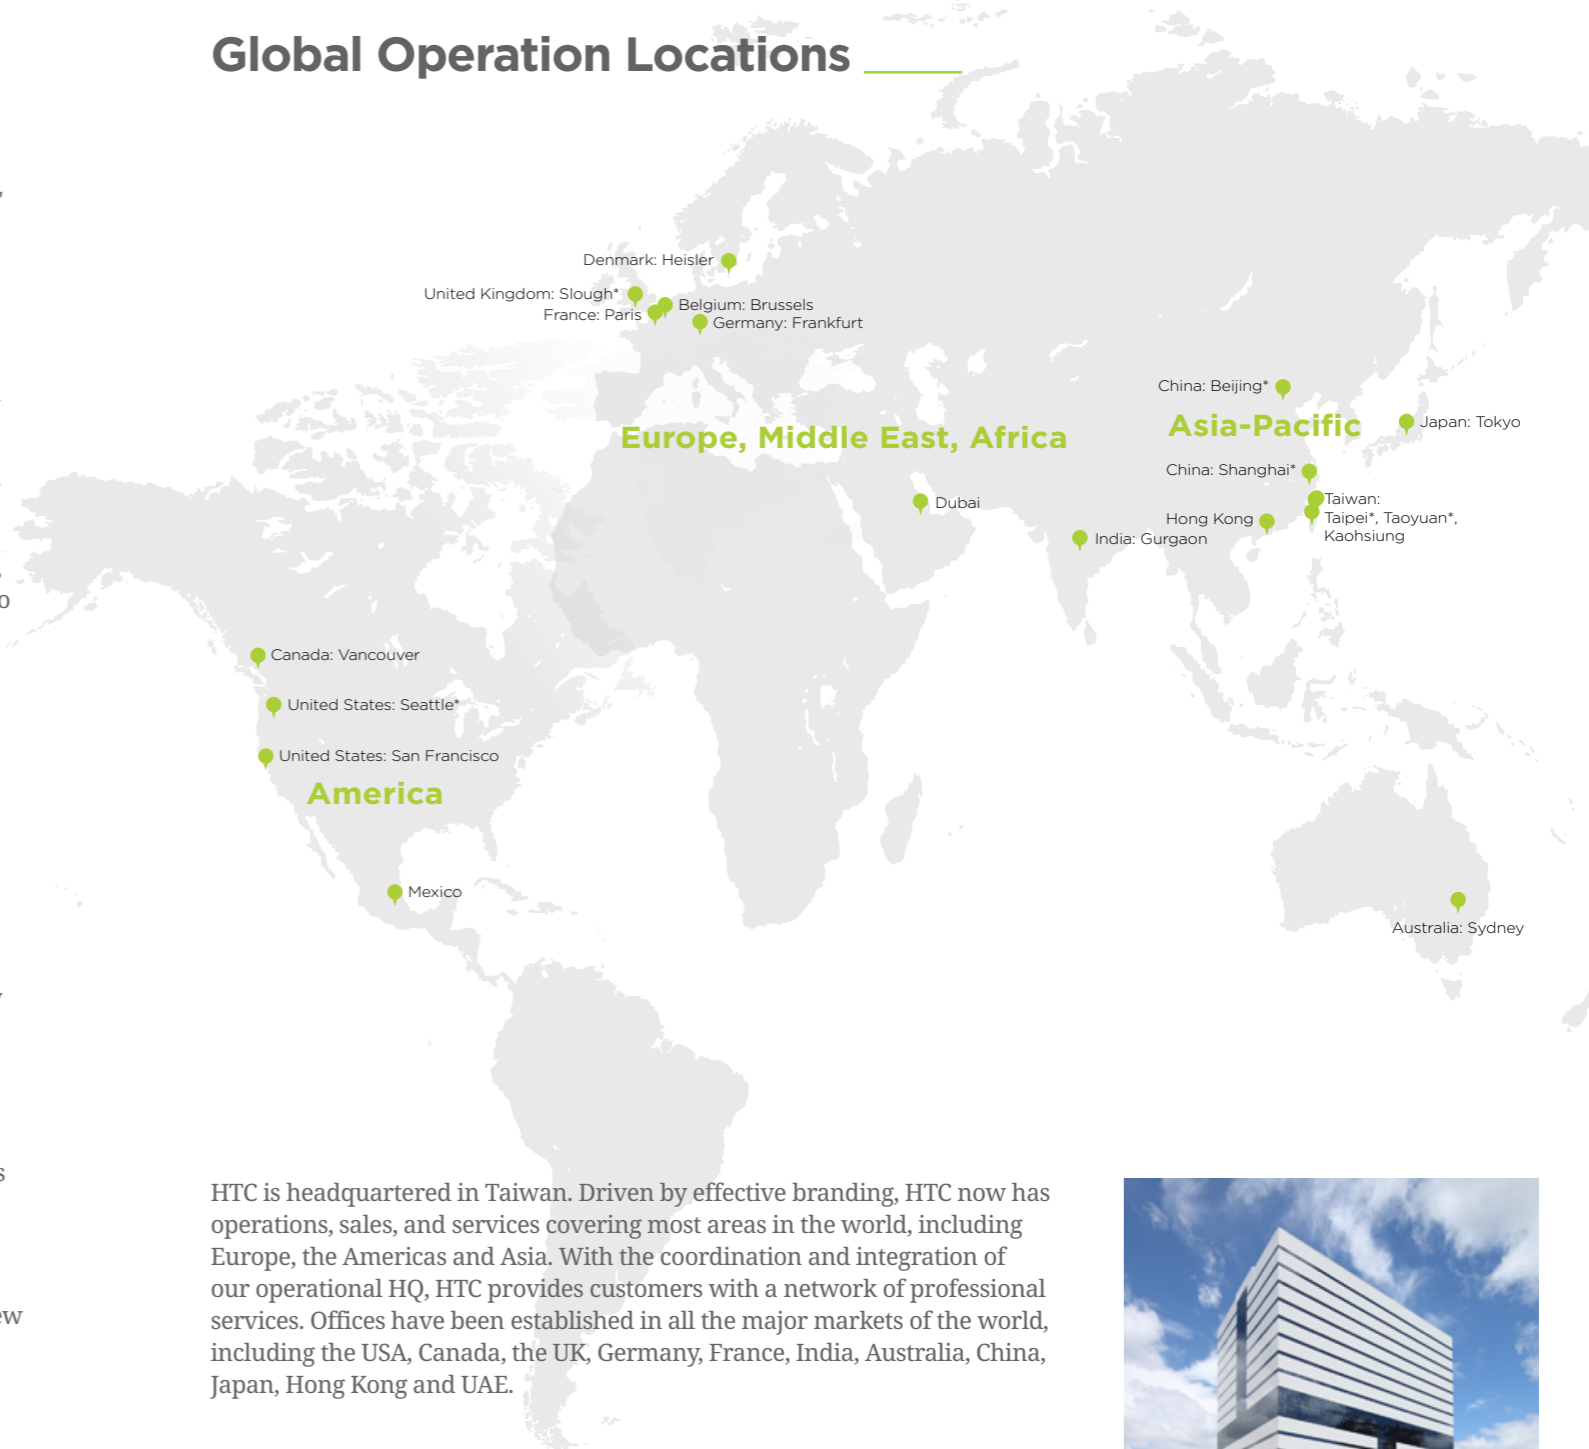 Global Operation Locations
Denmark: Heisler
United Kingdom: Slough*
Belgium: Brussels
France: Paris
Germany: Frankfurt
China: Beijing*
Asia-Pacific
Japan: Tokyo
Europe, Middle East, Africa
China: Shanghai*
Dubai
Taiwan:
Taipei*, Taoyuan*,
Kaohsiung
Hong Kong
India: Gurgaon
Canada: Vancouver
United States: Seattle*
United States: San Francisco
America
Mexico
Australia: Sydney
HTC is headquartered in Taiwan. Driven by effective branding, HTC now has
operations, sales, and services covering most areas in the world, including
Europe, the Americas and Asia. With the coordination and integration of
our operational HQ, HTC provides customers with a network of professional
services. Offices have been established in all the major markets of the world,
including the USA, Canada, the UK, Germany, France, India, Australia, China,
Japan, Hong Kong and UAE.